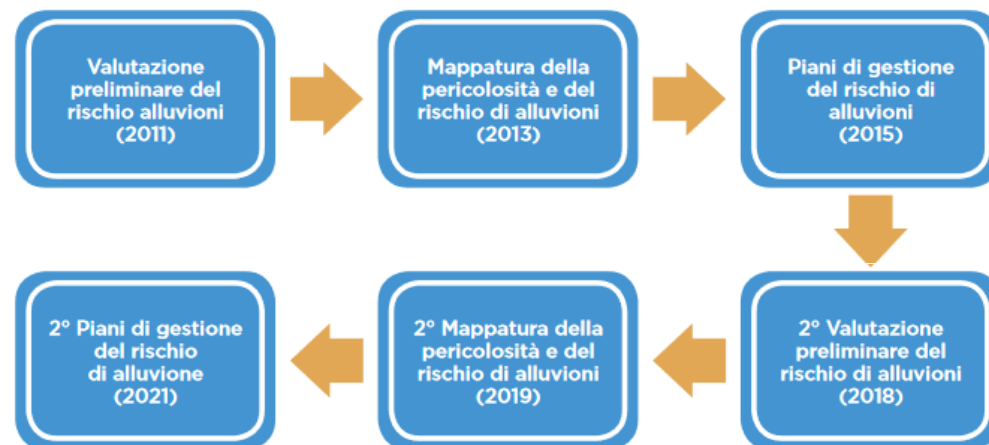 Valutazione
preliminare del
rischio alluvioni
(2011)
Mappatura della
pericolosità e del
rischio di alluvioni
(2013)
Piani di gestione
del rischio di
alluvioni
(2015)
2° Piani di gestione
del rischio
di alluvione
(2021)
2° Mappatura della
pericolosità e del
rischio di alluvioni
(2019)
2° Valutazione
preliminare del
rischio di alluvioni
(2018)